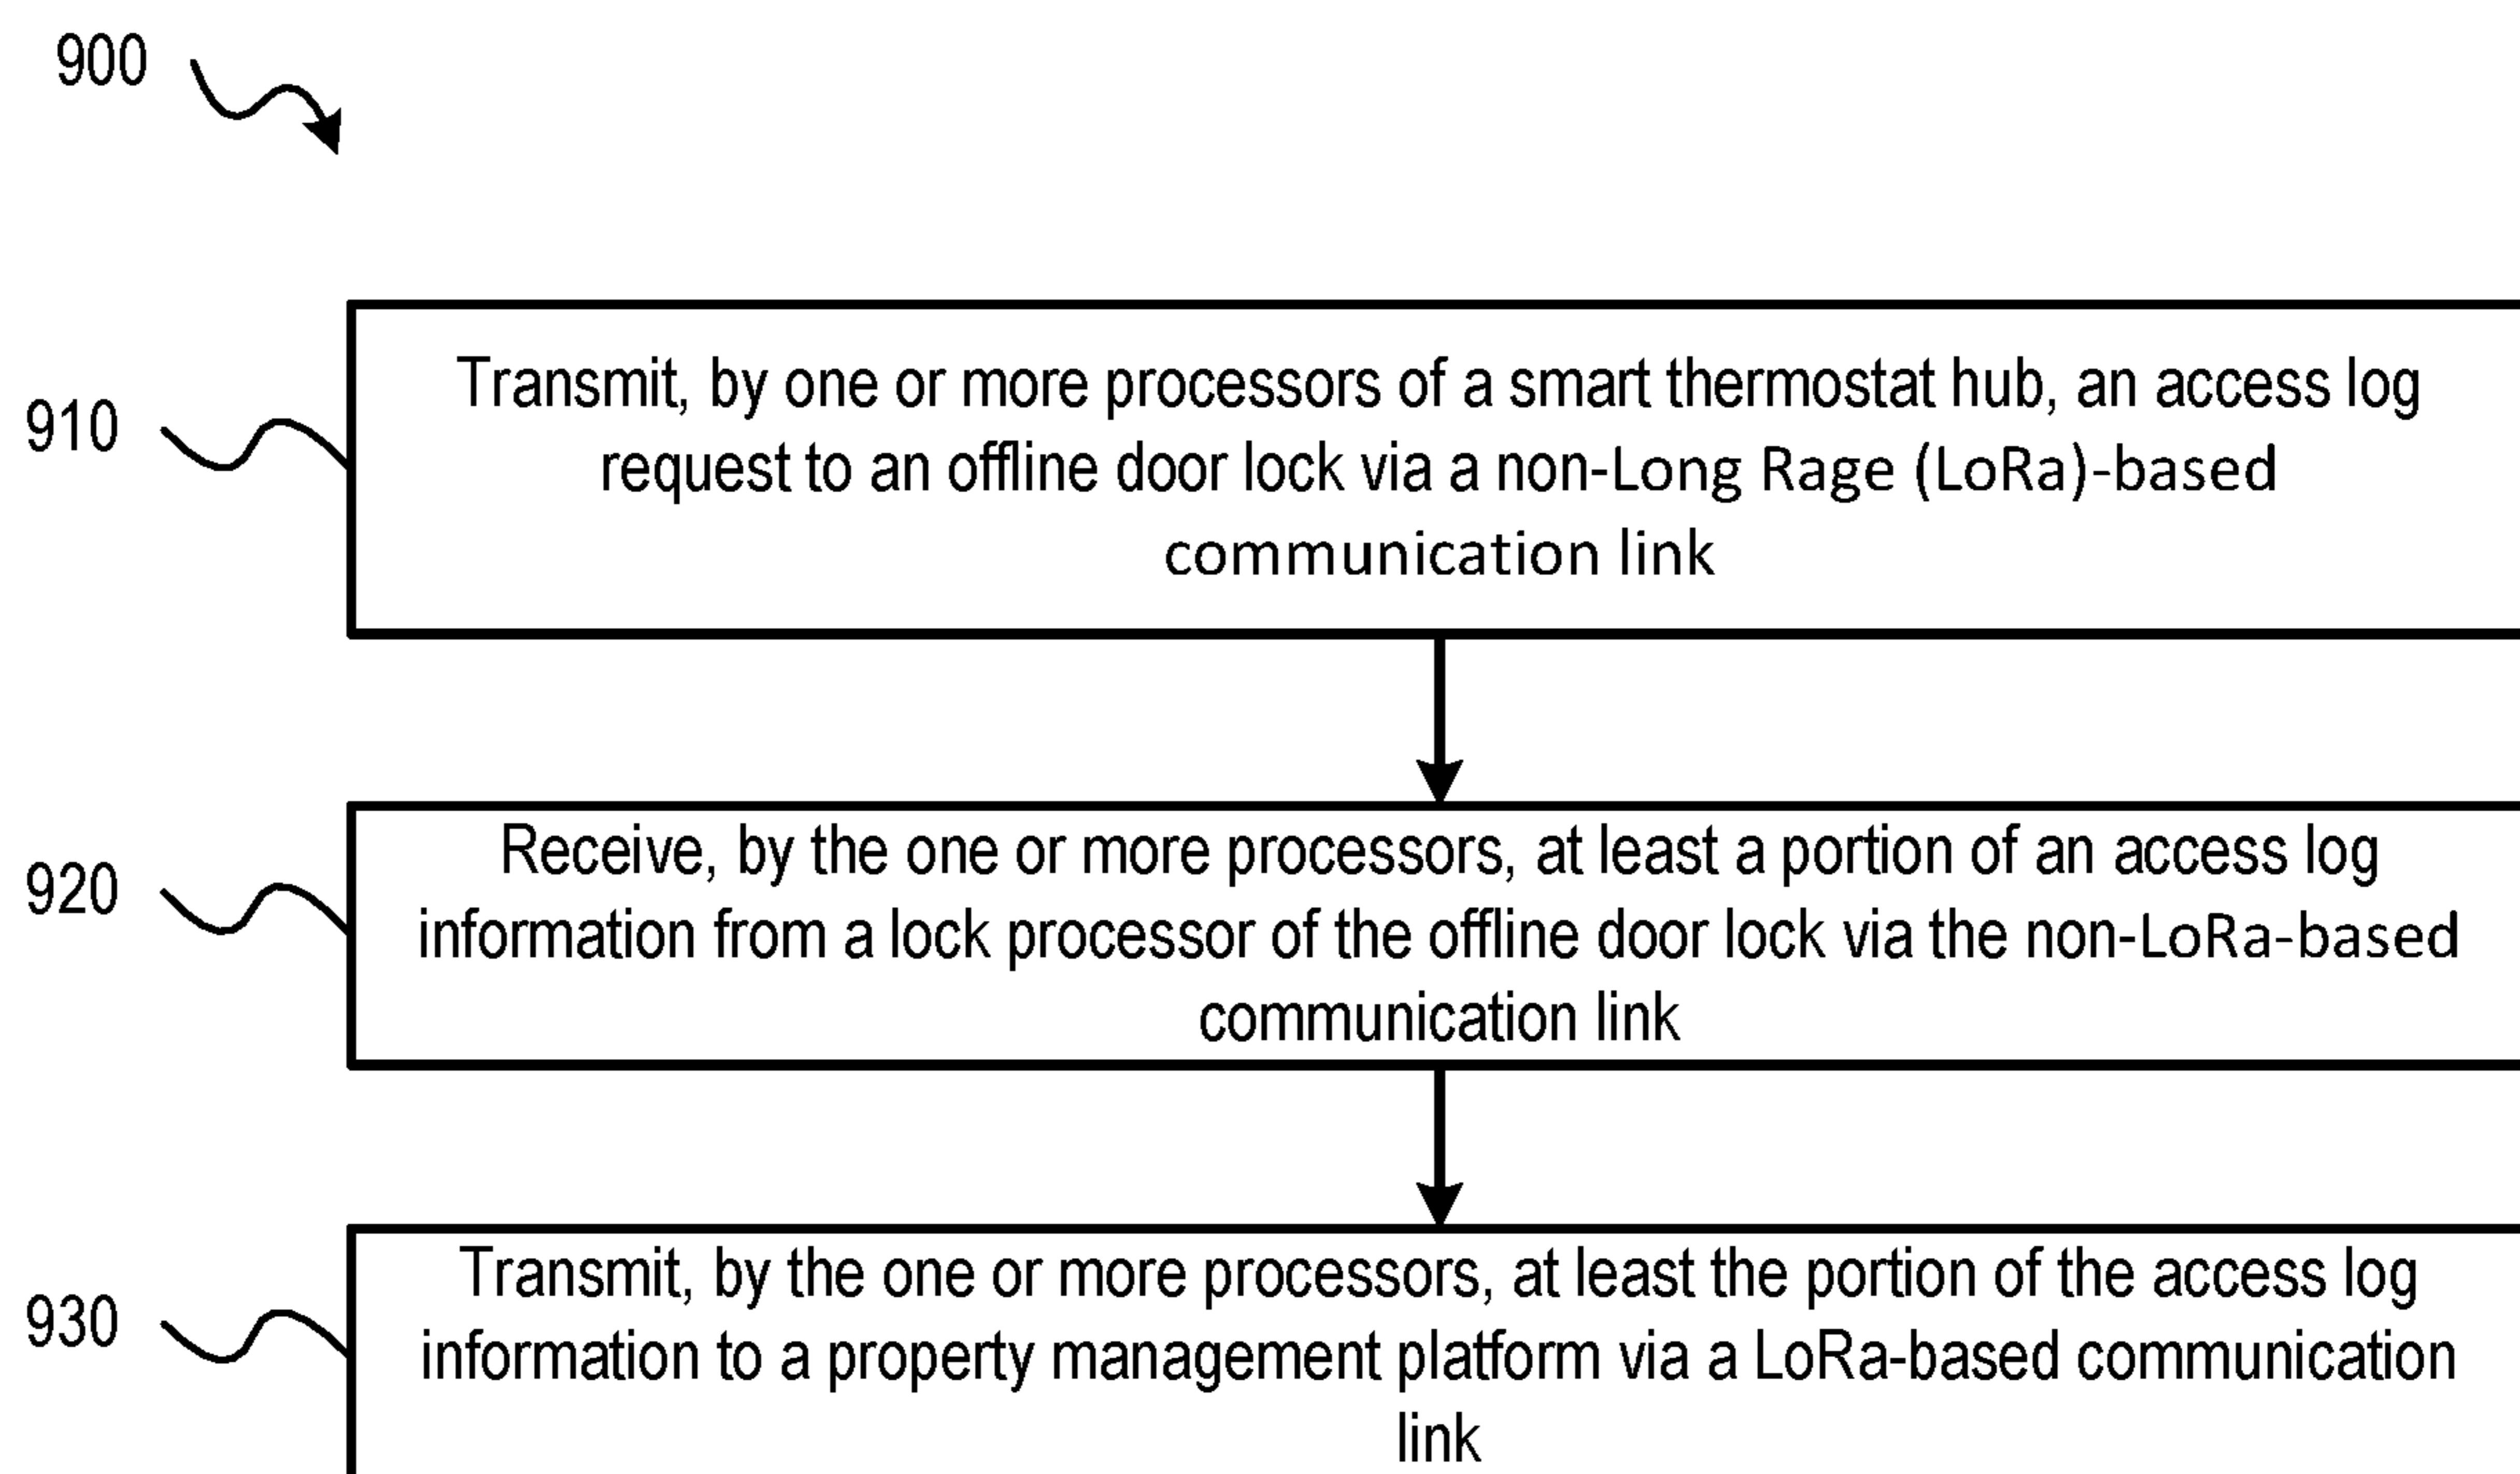 900
910
Transmit, by one or more processors of a smart thermostat hub, an access log
request to an offline door lock via a non-Long Rage (LoRa)-based
communication link
920
Receive, by the one or more processors, at least a portion of an access log
information from a lock processor of the offline door lock via the non-LoRa-based
communication link
930
Transmit, by the one or more processors, at least the portion of the access log
information to a property management platform via a LoRa-based communication
link